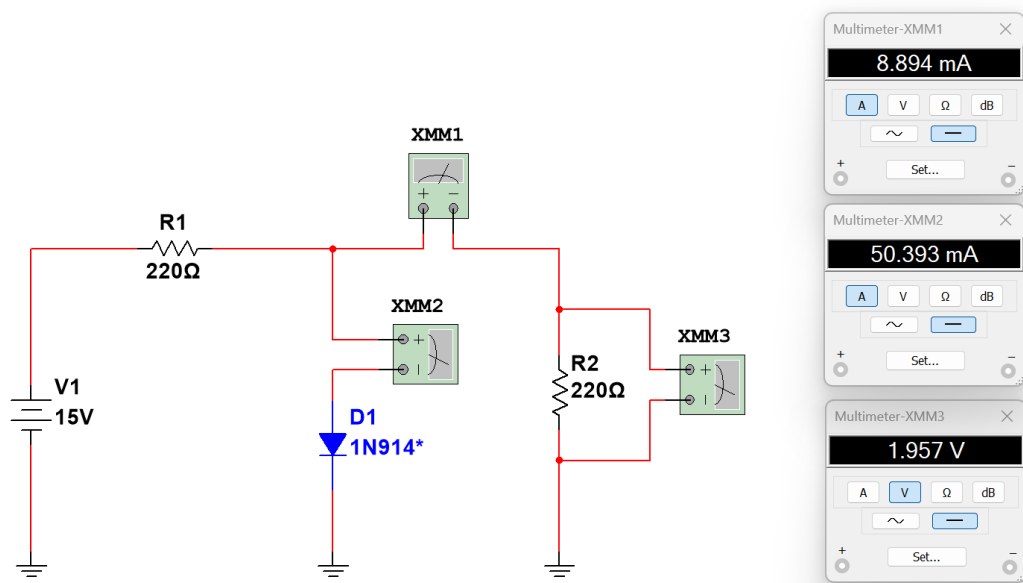 Multimeter-XMM1
8.894 mA
A V Ω dB
+ −
Set...
XMM1
+ −
R1
220Ω
Multimeter-XMM2
50.393 mA
A V Ω dB
+ −
Set...
XMM2
+
−
XMM3
+
−
R2
220Ω
V1
15V
D1
1N914*
Multimeter-XMM3
1.957 V
A V Ω dB
+ −
Set...